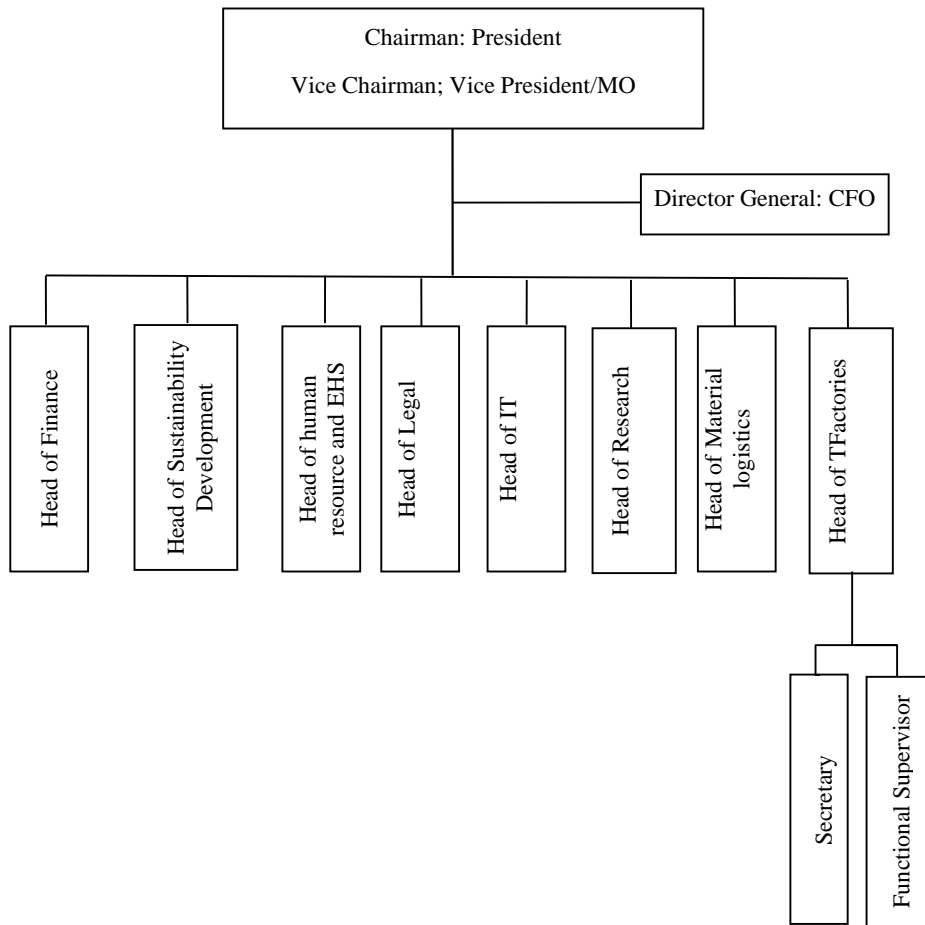 Chairman: President
Vice Chairman; Vice President/MO
Director General: CFO
Head of Finance
Head of Sustainability
Development
Head of human
resource and EHS
Head of Legal
Head of IT
Head of Research
Head of Material
logistics
Head of TFactories
Secretary
Functional Supervisor